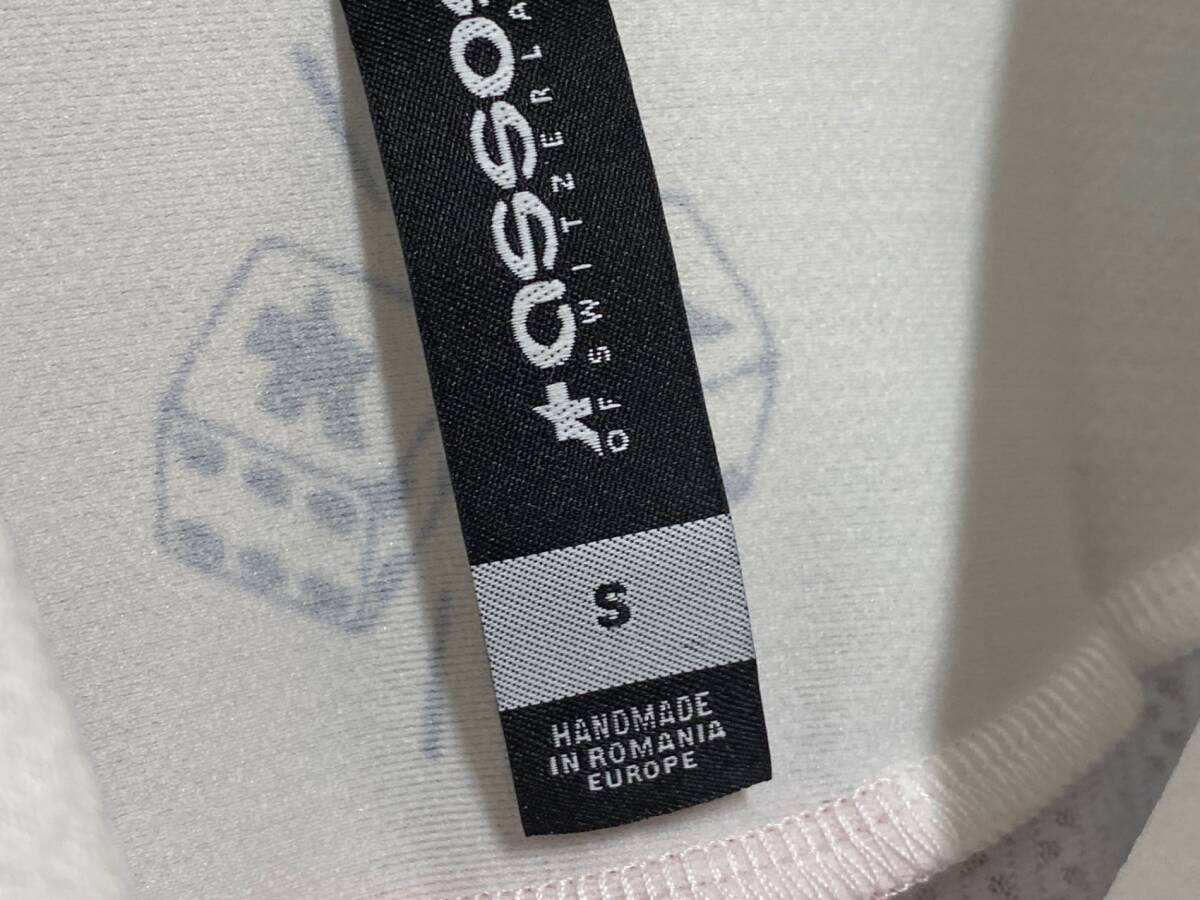 assos
OF SWITZERLA
S
HANDMADE
IN ROMANIA
EUROPE